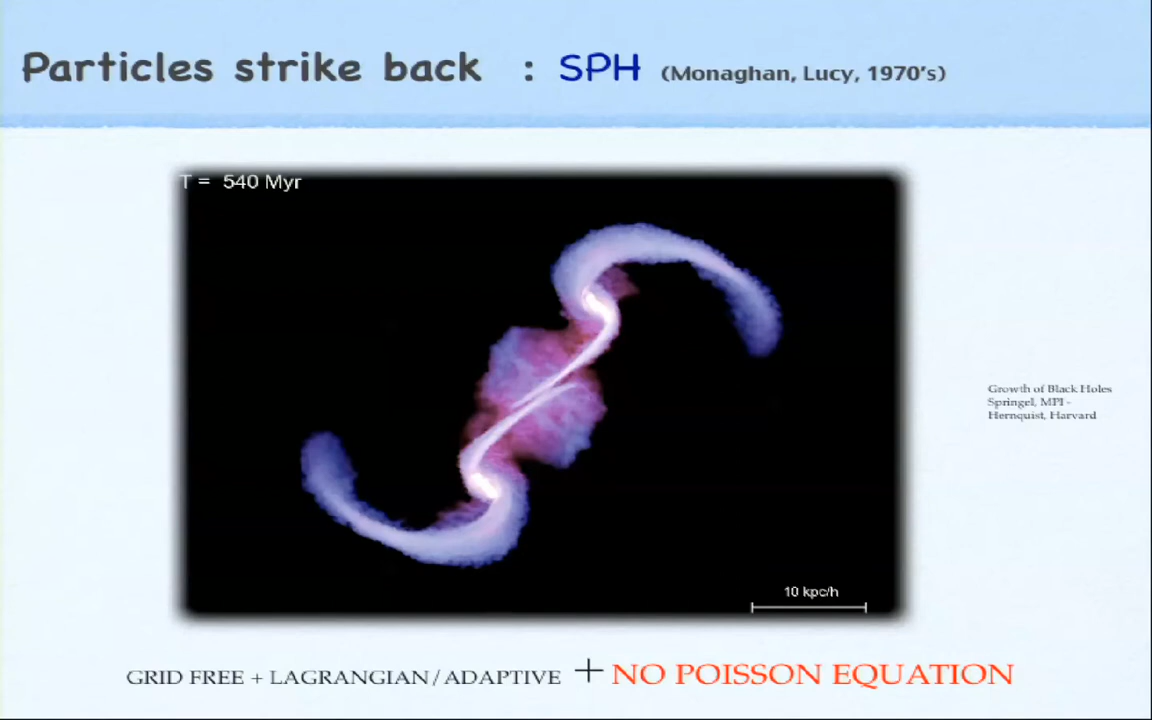 Particles strike back : SPH (Monaghan, Lucy, 1970's)
T = 540 Myr
Growth of Black Holes
Springel, MPI -
Hernquist, Harvard
10 kpc/h
GRID FREE + LAGRANGIAN/ADAPTIVE + NO POISSON EQUATION